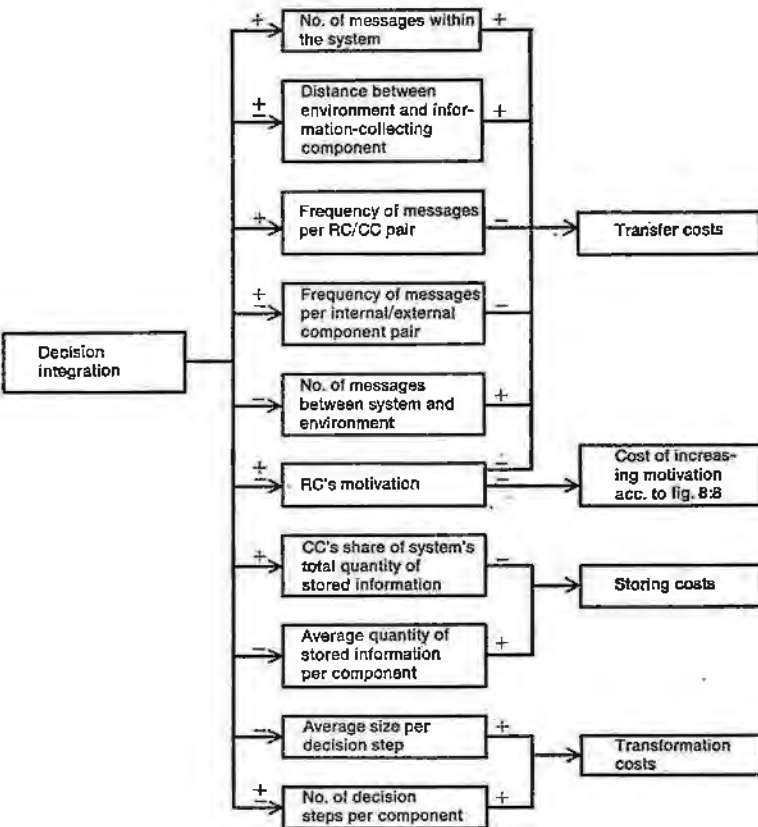 +
No. of messages within
the system
+
+
−
Distance between
environment and infor-
mation-collecting
component
+
+
Frequency of messages
per RC/CC pair
−
Transfer costs
+
−
Frequency of messages
per internal/external
component pair
−
Decision
integration
−
No. of messages
between system and
environment
+
+
−
RC's motivation
−
−
Cost of increas-
ing motivation
acc. to fig. 8:8
+
CC's share of system's
total quantity of
stored information
−
Storing costs
−
Average quantity of
stored information
per component
+
−
Average size per
decision step
+
Transformation
costs
+
−
No. of decision
steps per component
+